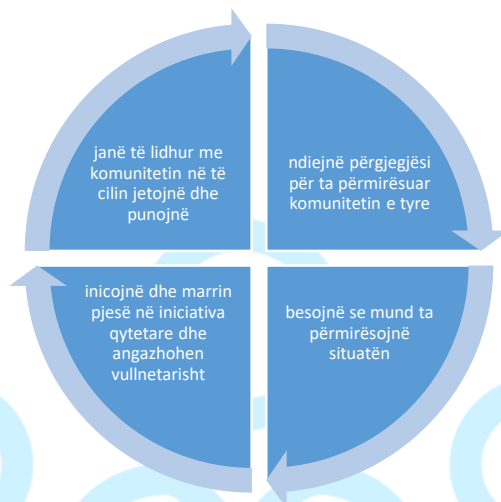 janë të lidhur me
komunitetin në të
cilin jetojnë dhe
punojnë
ndiejnë përgjegjësi
për ta përmirësuar
komunitetin e tyre
inicojnë dhe marrin
pjesë në iniciativa
qytetare dhe
angazhohen
vullnetarisht
besojnë se mund ta
përmirësojnë
situatën